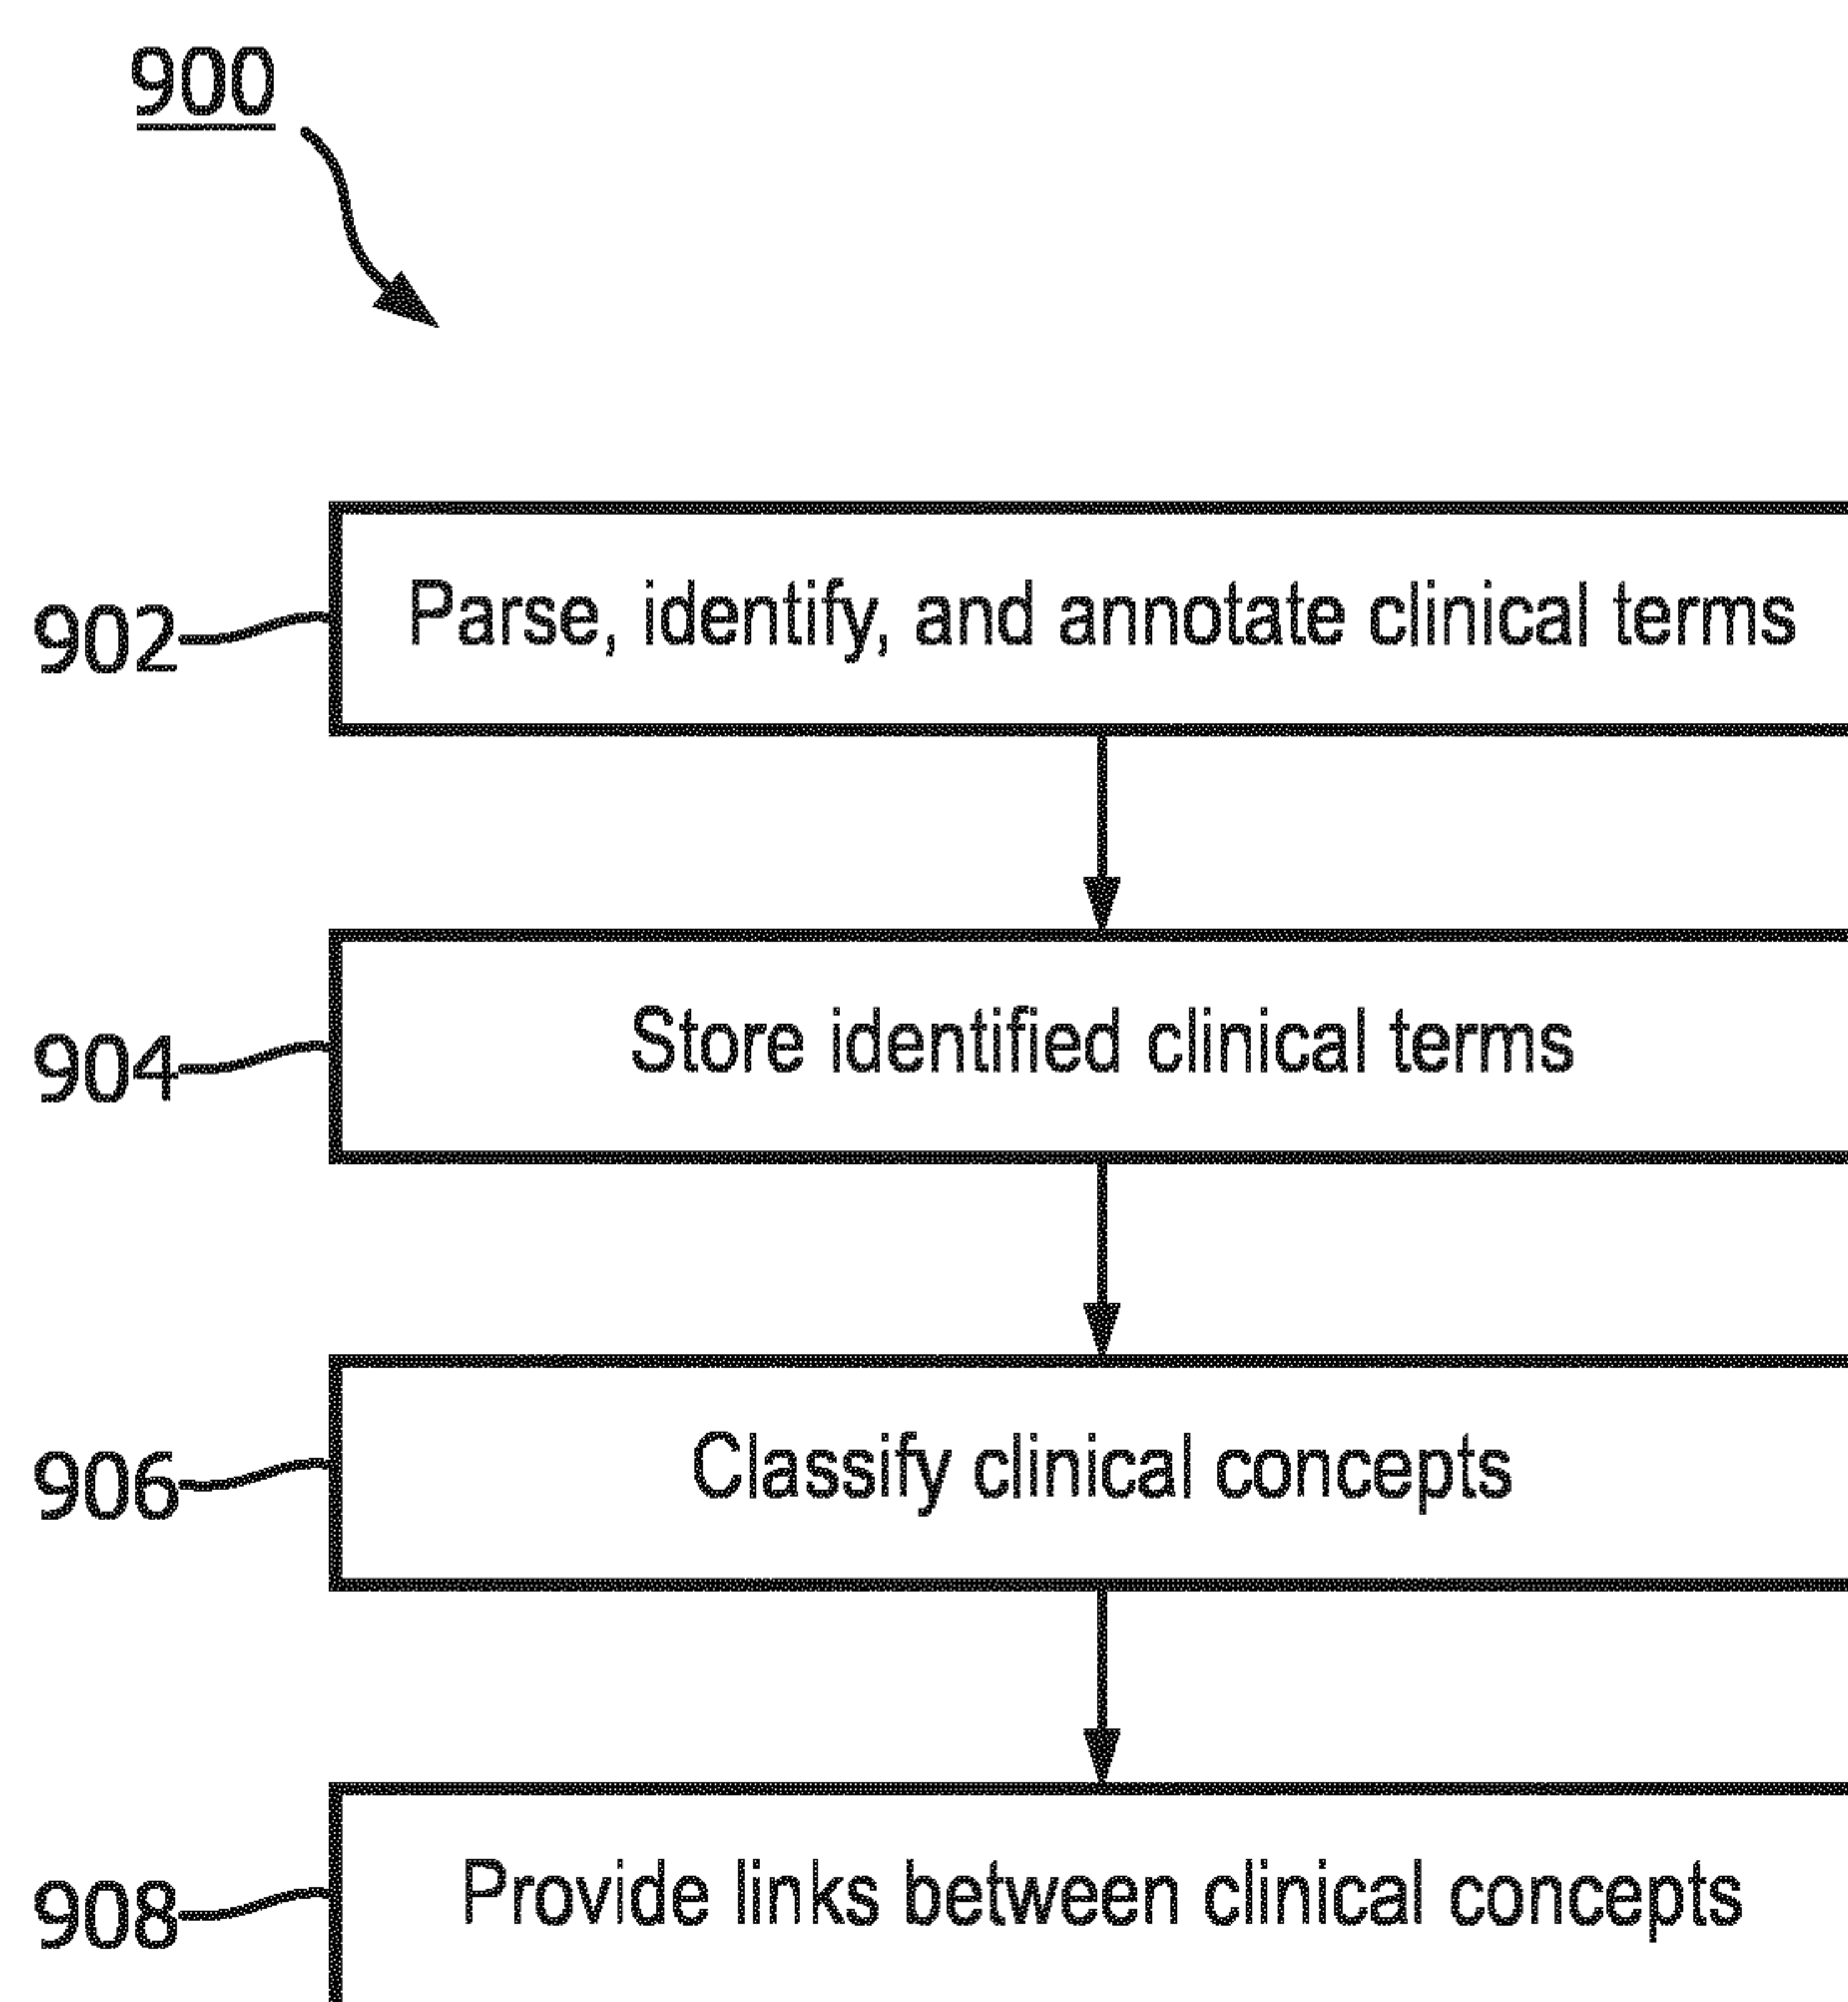 900
902 Parse, identify, and annotate clinical terms
904 Store identified clinical terms
906 Classify clinical concepts
908 Provide links between clinical concepts